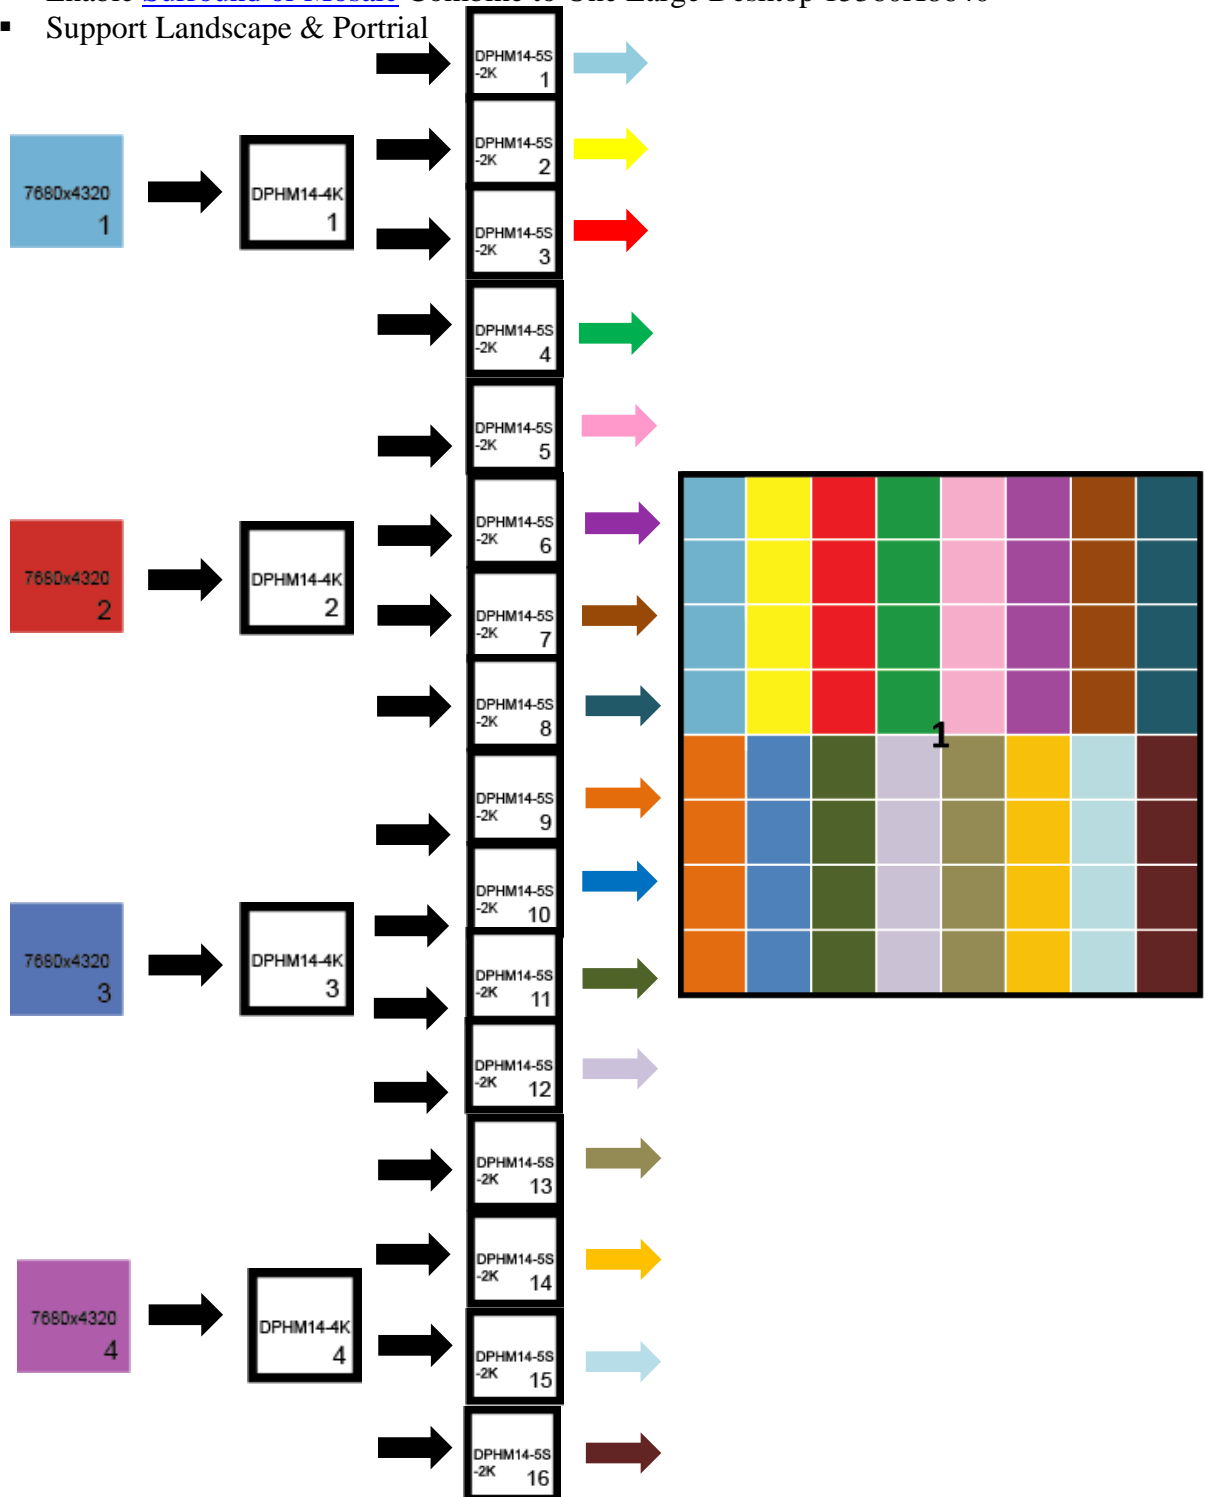 Support Landscape & Portrial
DPHM14-5S
-2K 1
DPHM14-5S
-2K 2
DPHM14-5S
-2K 3
DPHM14-5S
-2K 4
DPHM14-5S
-2K 5
DPHM14-5S
-2K 6
DPHM14-5S
-2K 7
DPHM14-5S
-2K 8
DPHM14-5S
-2K 9
DPHM14-5S
-2K 10
DPHM14-5S
-2K 11
DPHM14-5S
-2K 12
DPHM14-5S
-2K 13
DPHM14-5S
-2K 14
DPHM14-5S
-2K 15
DPHM14-5S
-2K 16
7680x4320
1
DPHM14-4K
1
7680x4320
2
DPHM14-4K
2
7680x4320
3
DPHM14-4K
3
7680x4320
4
DPHM14-4K
4
1